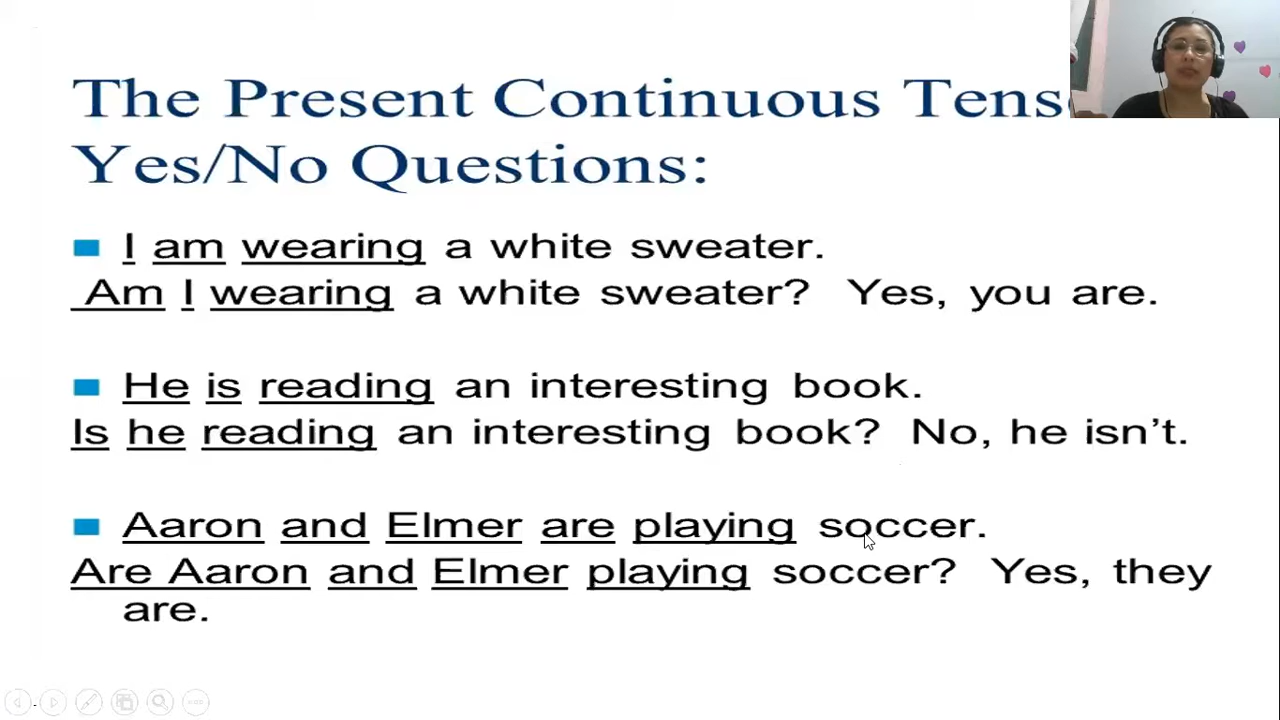 The Present Continuous Tens
Yes/No Questions:
I am wearing a white sweater.
Am I wearing a white sweater? Yes, you are.
He is reading an interesting book.
Is he reading an interesting book? No, he isn't.
Aaron and Elmer are playing soccer.
Are Aaron and Elmer playing soccer? Yes, they
are.